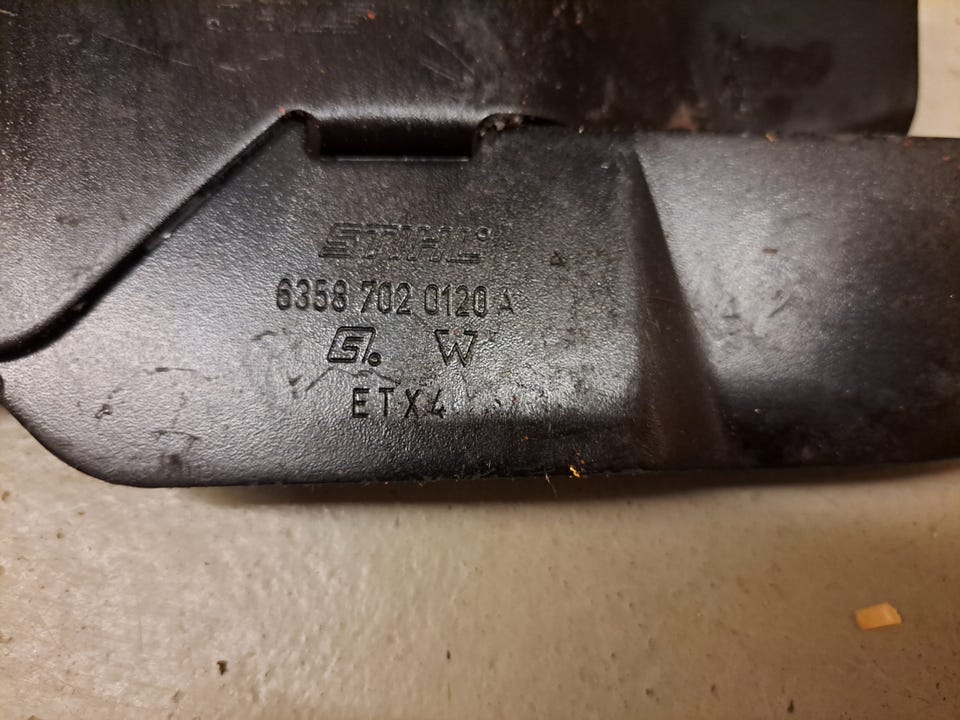 STIHL®
6358 702 0120 A
S. W
ETX4